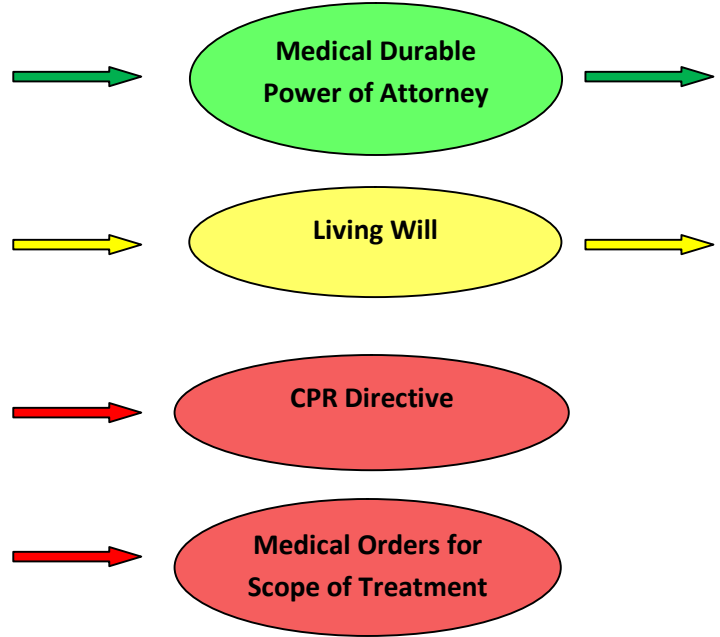 Medical Durable
Power of Attorney
Living Will
CPR Directive
Medical Orders for
Scope of Treatment